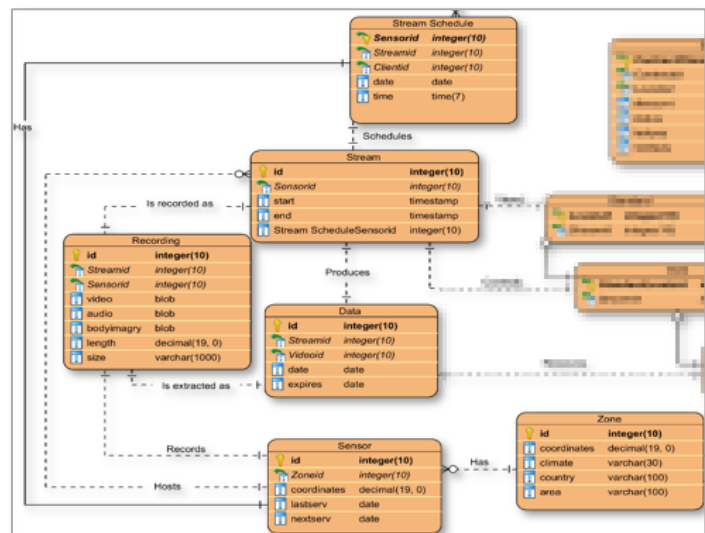 Stream Schedule
Sensorid integer(10)
Streamid integer(10)
Clientid integer(10)
date date
time time(7)
Has
Schedules
Stream
id integer(10)
Sensorid integer(10)
start timestamp
end timestamp
Stream ScheduleSensorid integer(10)
Is recorded as
Recording
id integer(10)
Streamid integer(10)
Sensorid integer(10)
video blob
audio blob
bodyimagry blob
length decimal(19, 0)
size varchar(1000)
Produces
Data
id integer(10)
Streamid integer(10)
Videoid integer(10)
date date
expires date
Is extracted as
Records
Hosts
Sensor
id integer(10)
Zoneid integer(10)
coordinates decimal(19, 0)
lastserv date
nextserv date
Has
Zone
id integer(10)
coordinates decimal(19, 0)
climate varchar(30)
country varchar(100)
area varchar(100)